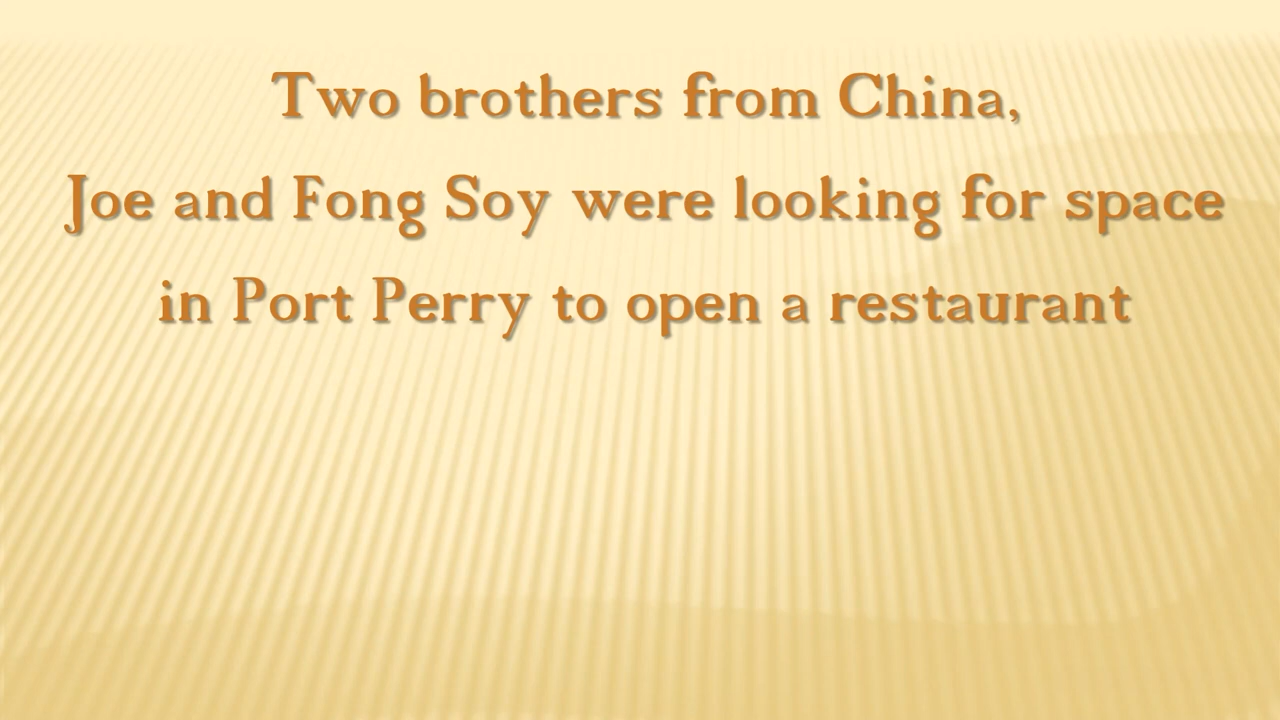 Two brothers from China,
Joe and Fong Soy were looking for space
in Port Perry to open a restaurant